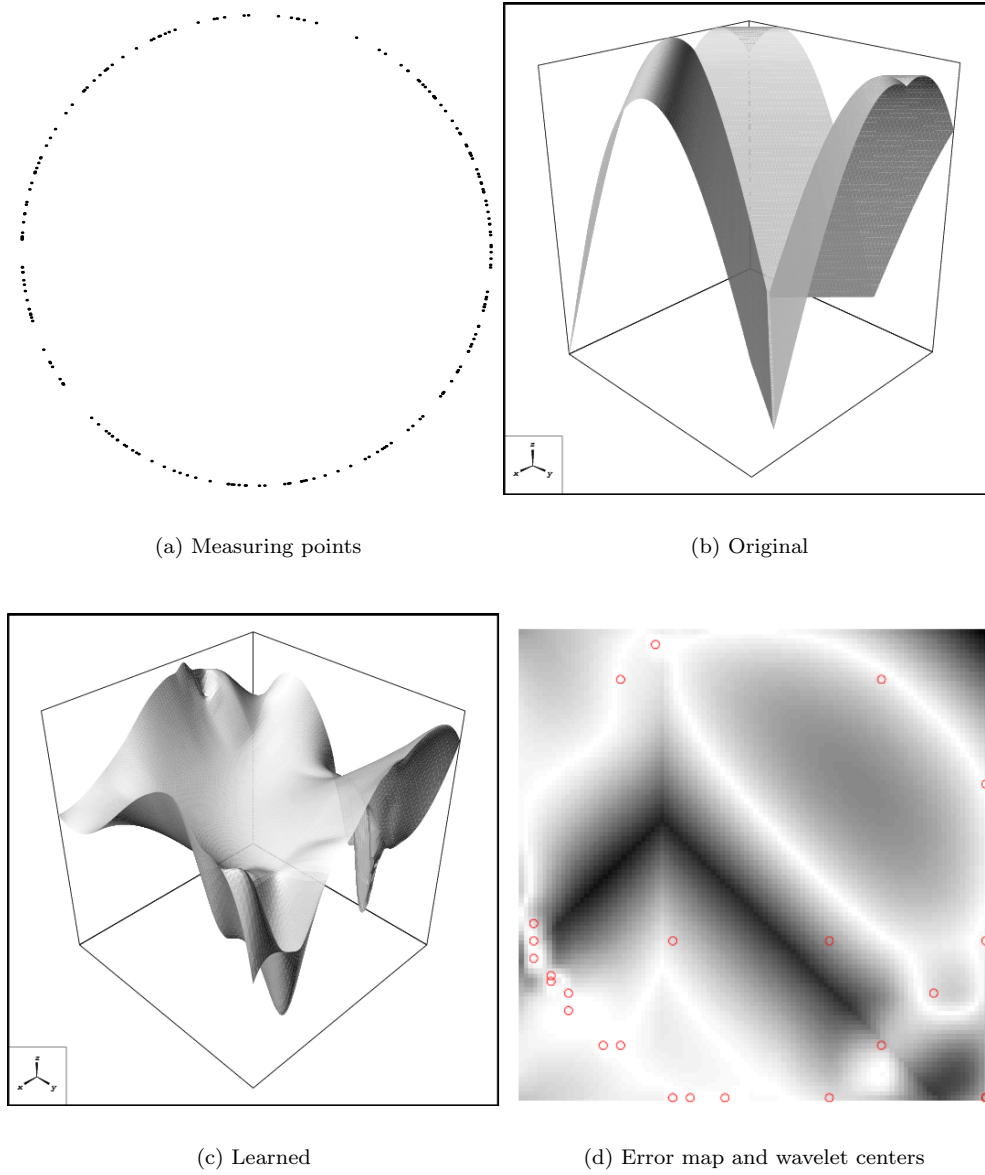 z
x
y
(a) Measuring points
(b) Original
z
x
y
(c) Learned
(d) Error map and wavelet centers